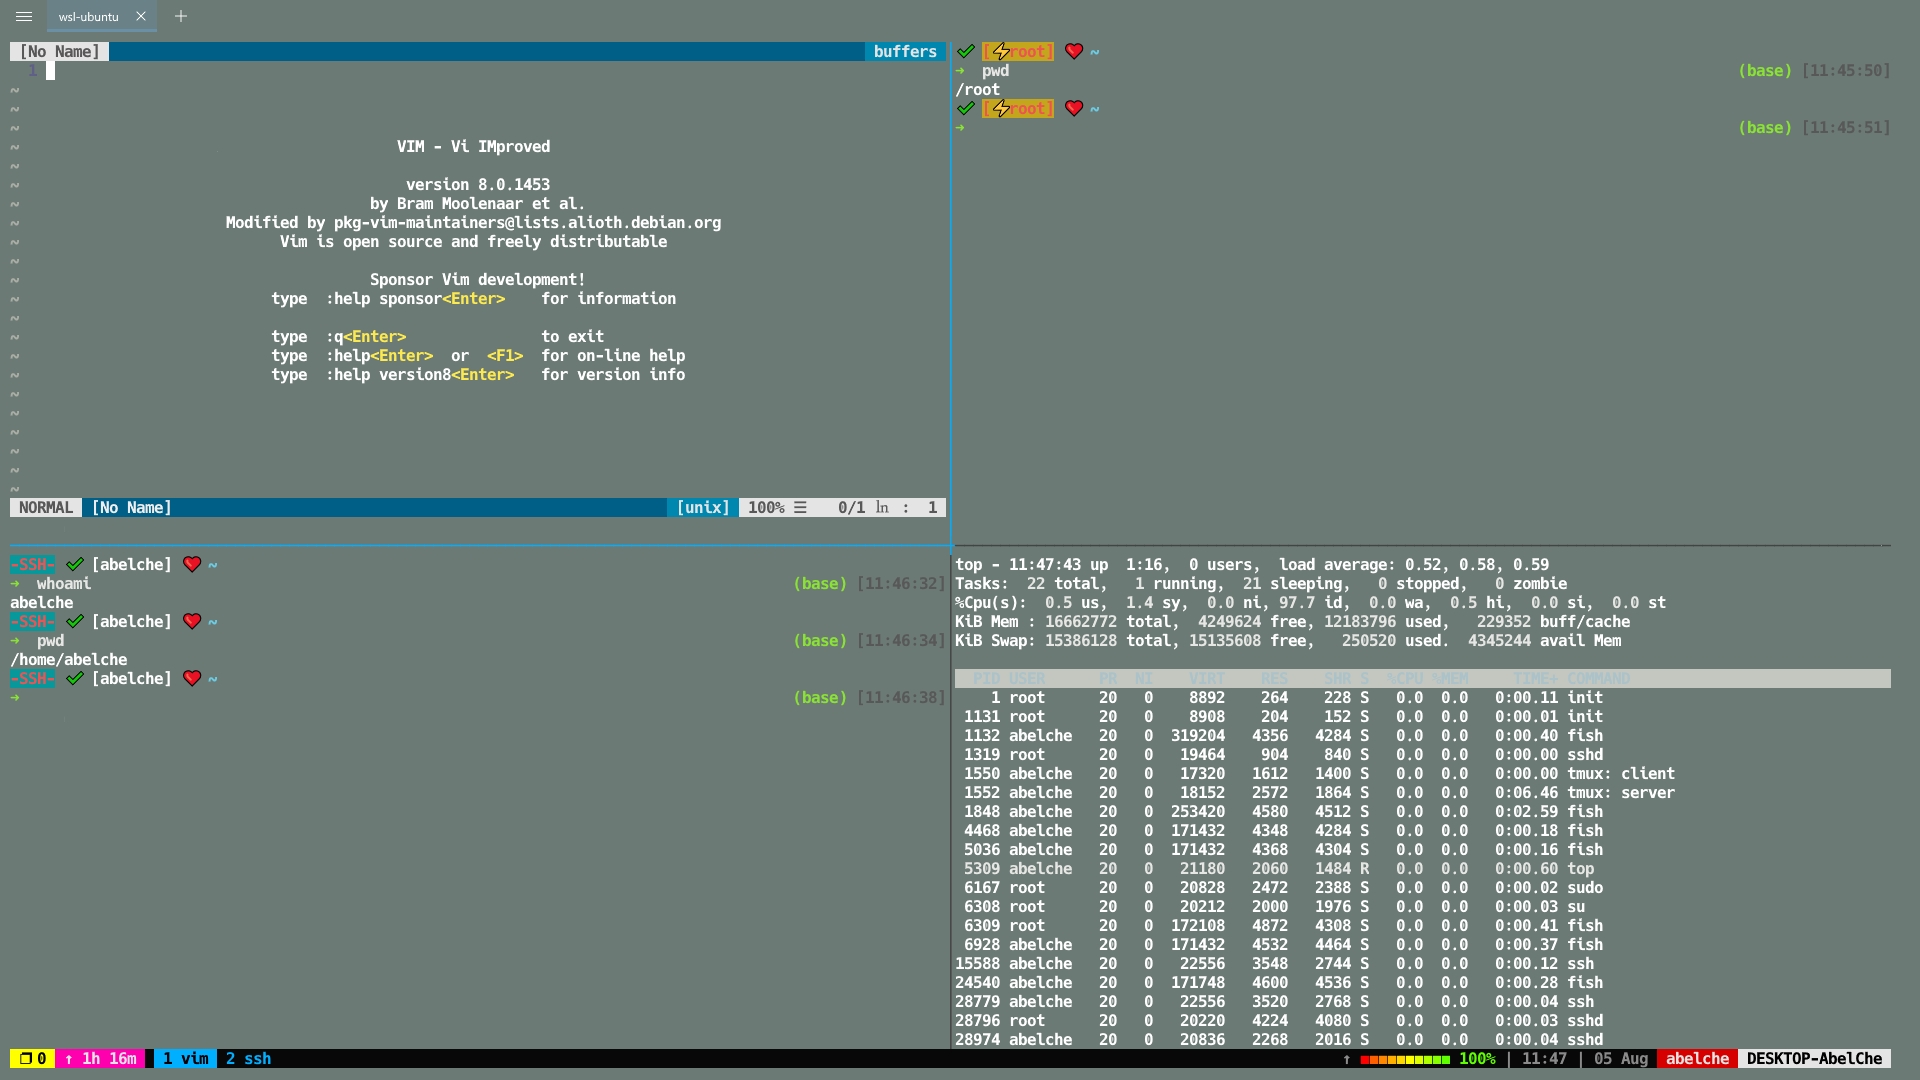 wsl-ubuntu
[No Name] buffers
1
~
~
~
~ VIM - Vi IMproved
~
~ version 8.0.1453
~ by Bram Moolenaar et al.
~ Modified by pkg-vim-maintainers@lists.alioth.debian.org
~ Vim is open source and freely distributable
~
~ Sponsor Vim development!
~ type :help sponsor<Enter> for information
~
~ type :q<Enter> to exit
~ type :help<Enter> or <F1> for on-line help
~ type :help version8<Enter> for version info
~
~
~
~
~
~
NORMAL [No Name] [unix] 100% ☰ 0/1 ln : 1
✔ [⚡root] ❤ ~
➜ pwd (base) [11:45:50]
/root
✔ [⚡root] ❤ ~
➜ (base) [11:45:51]
-SSH- ✔ [abelche] ❤ ~
➜ whoami (base) [11:46:32]
abelche
-SSH- ✔ [abelche] ❤ ~
➜ pwd (base) [11:46:34]
/home/abelche
-SSH- ✔ [abelche] ❤ ~
➜ (base) [11:46:38]
top - 11:47:43 up 1:16, 0 users, load average: 0.52, 0.58, 0.59
Tasks: 22 total, 1 running, 21 sleeping, 0 stopped, 0 zombie
%Cpu(s): 0.5 us, 1.4 sy, 0.0 ni, 97.7 id, 0.0 wa, 0.5 hi, 0.0 si, 0.0 st
KiB Mem : 16662772 total, 4249624 free, 12183796 used, 229352 buff/cache
KiB Swap: 15386128 total, 15135608 free, 250520 used. 4345244 avail Mem
PID USER PR NI VIRT RES SHR S %CPU %MEM TIME+ COMMAND
1 root 20 0 8892 264 228 S 0.0 0.0 0:00.11 init
1131 root 20 0 8908 204 152 S 0.0 0.0 0:00.01 init
1132 abelche 20 0 319204 4356 4284 S 0.0 0.0 0:00.40 fish
1319 root 20 0 19464 904 840 S 0.0 0.0 0:00.00 sshd
1550 abelche 20 0 17320 1612 1400 S 0.0 0.0 0:00.00 tmux: client
1552 abelche 20 0 18152 2572 1864 S 0.0 0.0 0:06.46 tmux: server
1848 abelche 20 0 253420 4580 4512 S 0.0 0.0 0:02.59 fish
4468 abelche 20 0 171432 4348 4284 S 0.0 0.0 0:00.18 fish
5036 abelche 20 0 171432 4368 4304 S 0.0 0.0 0:00.16 fish
5309 abelche 20 0 21180 2060 1484 R 0.0 0.0 0:00.60 top
6167 root 20 0 20828 2472 2388 S 0.0 0.0 0:00.02 sudo
6308 root 20 0 20212 2000 1976 S 0.0 0.0 0:00.03 su
6309 root 20 0 172108 4872 4308 S 0.0 0.0 0:00.41 fish
6928 abelche 20 0 171432 4532 4464 S 0.0 0.0 0:00.37 fish
15588 abelche 20 0 22556 3548 2744 S 0.0 0.0 0:00.12 ssh
24540 abelche 20 0 171748 4600 4536 S 0.0 0.0 0:00.28 fish
28779 abelche 20 0 22556 3520 2768 S 0.0 0.0 0:00.04 ssh
28796 root 20 0 20220 4224 4080 S 0.0 0.0 0:00.03 sshd
28974 abelche 20 0 20836 2268 2016 S 0.0 0.0 0:00.04 sshd
❐ 0 ↑ 1h 16m 1 vim 2 ssh ↑ 100% | 11:47 | 05 Aug abelche DESKTOP-AbelChe